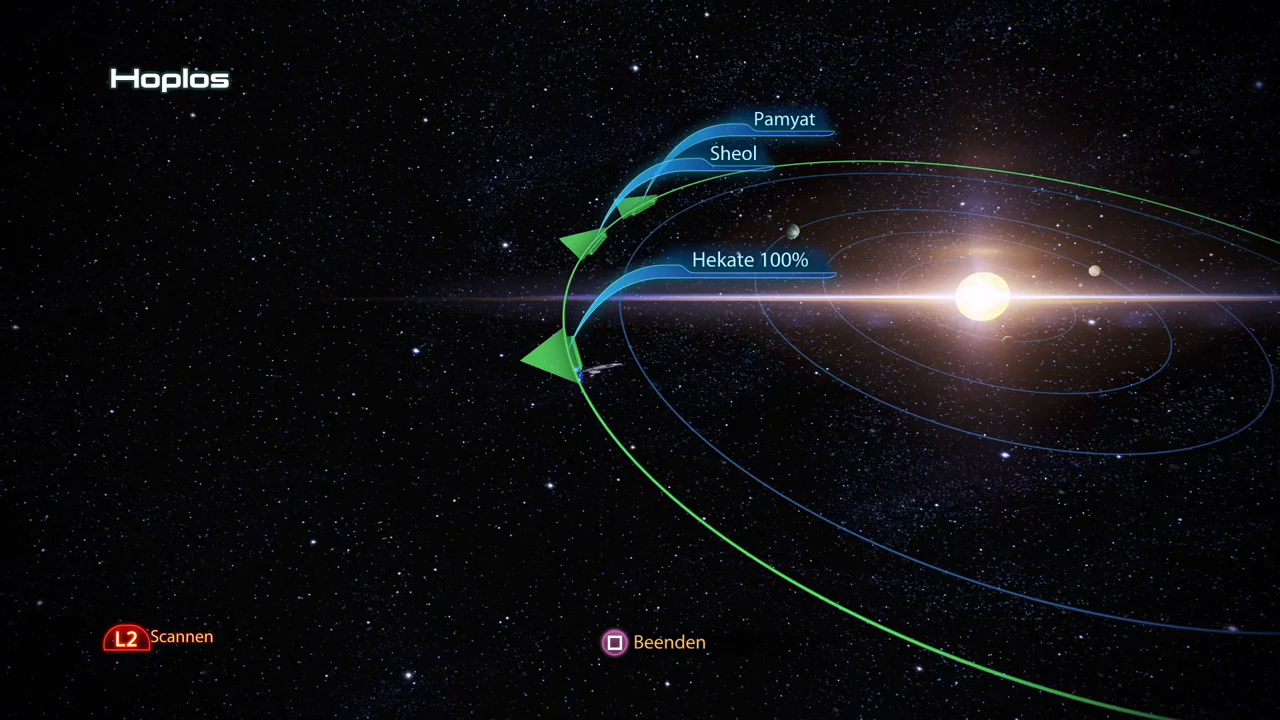 Hoplos
Pamyat
Sheol
Hekate 100%
L2 Scannen
Beenden